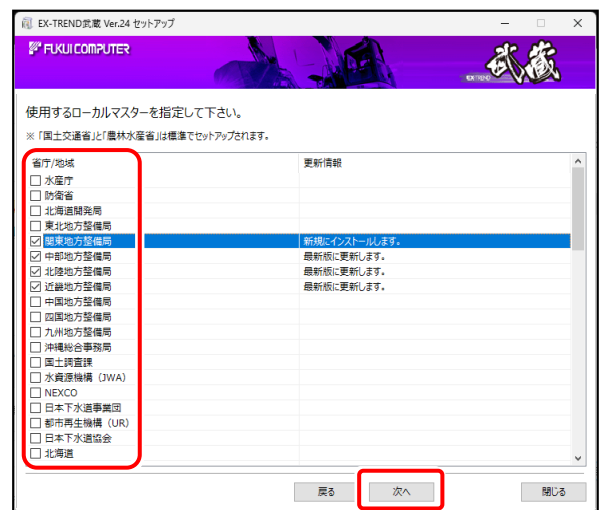 EX-TREND武蔵 Ver.24 セットアップ
FUKUI COMPUTER
EX-TREND 武蔵
使用するローカルマスターを指定して下さい。
※ 「国土交通省」と「農林水産省」は標準でセットアップされます。
省庁/地域 更新情報
水産庁
防衛省
北海道開発局
東北地方整備局
関東地方整備局 新規にインストールします。
中部地方整備局 最新版に更新します。
北陸地方整備局 最新版に更新します。
近畿地方整備局 最新版に更新します。
中国地方整備局
四国地方整備局
九州地方整備局
沖縄総合事務局
国土調査課
水資源機構（JWA）
NEXCO
日本下水道事業団
都市再生機構（UR）
日本下水道協会
北海道
戻る 次へ 閉じる